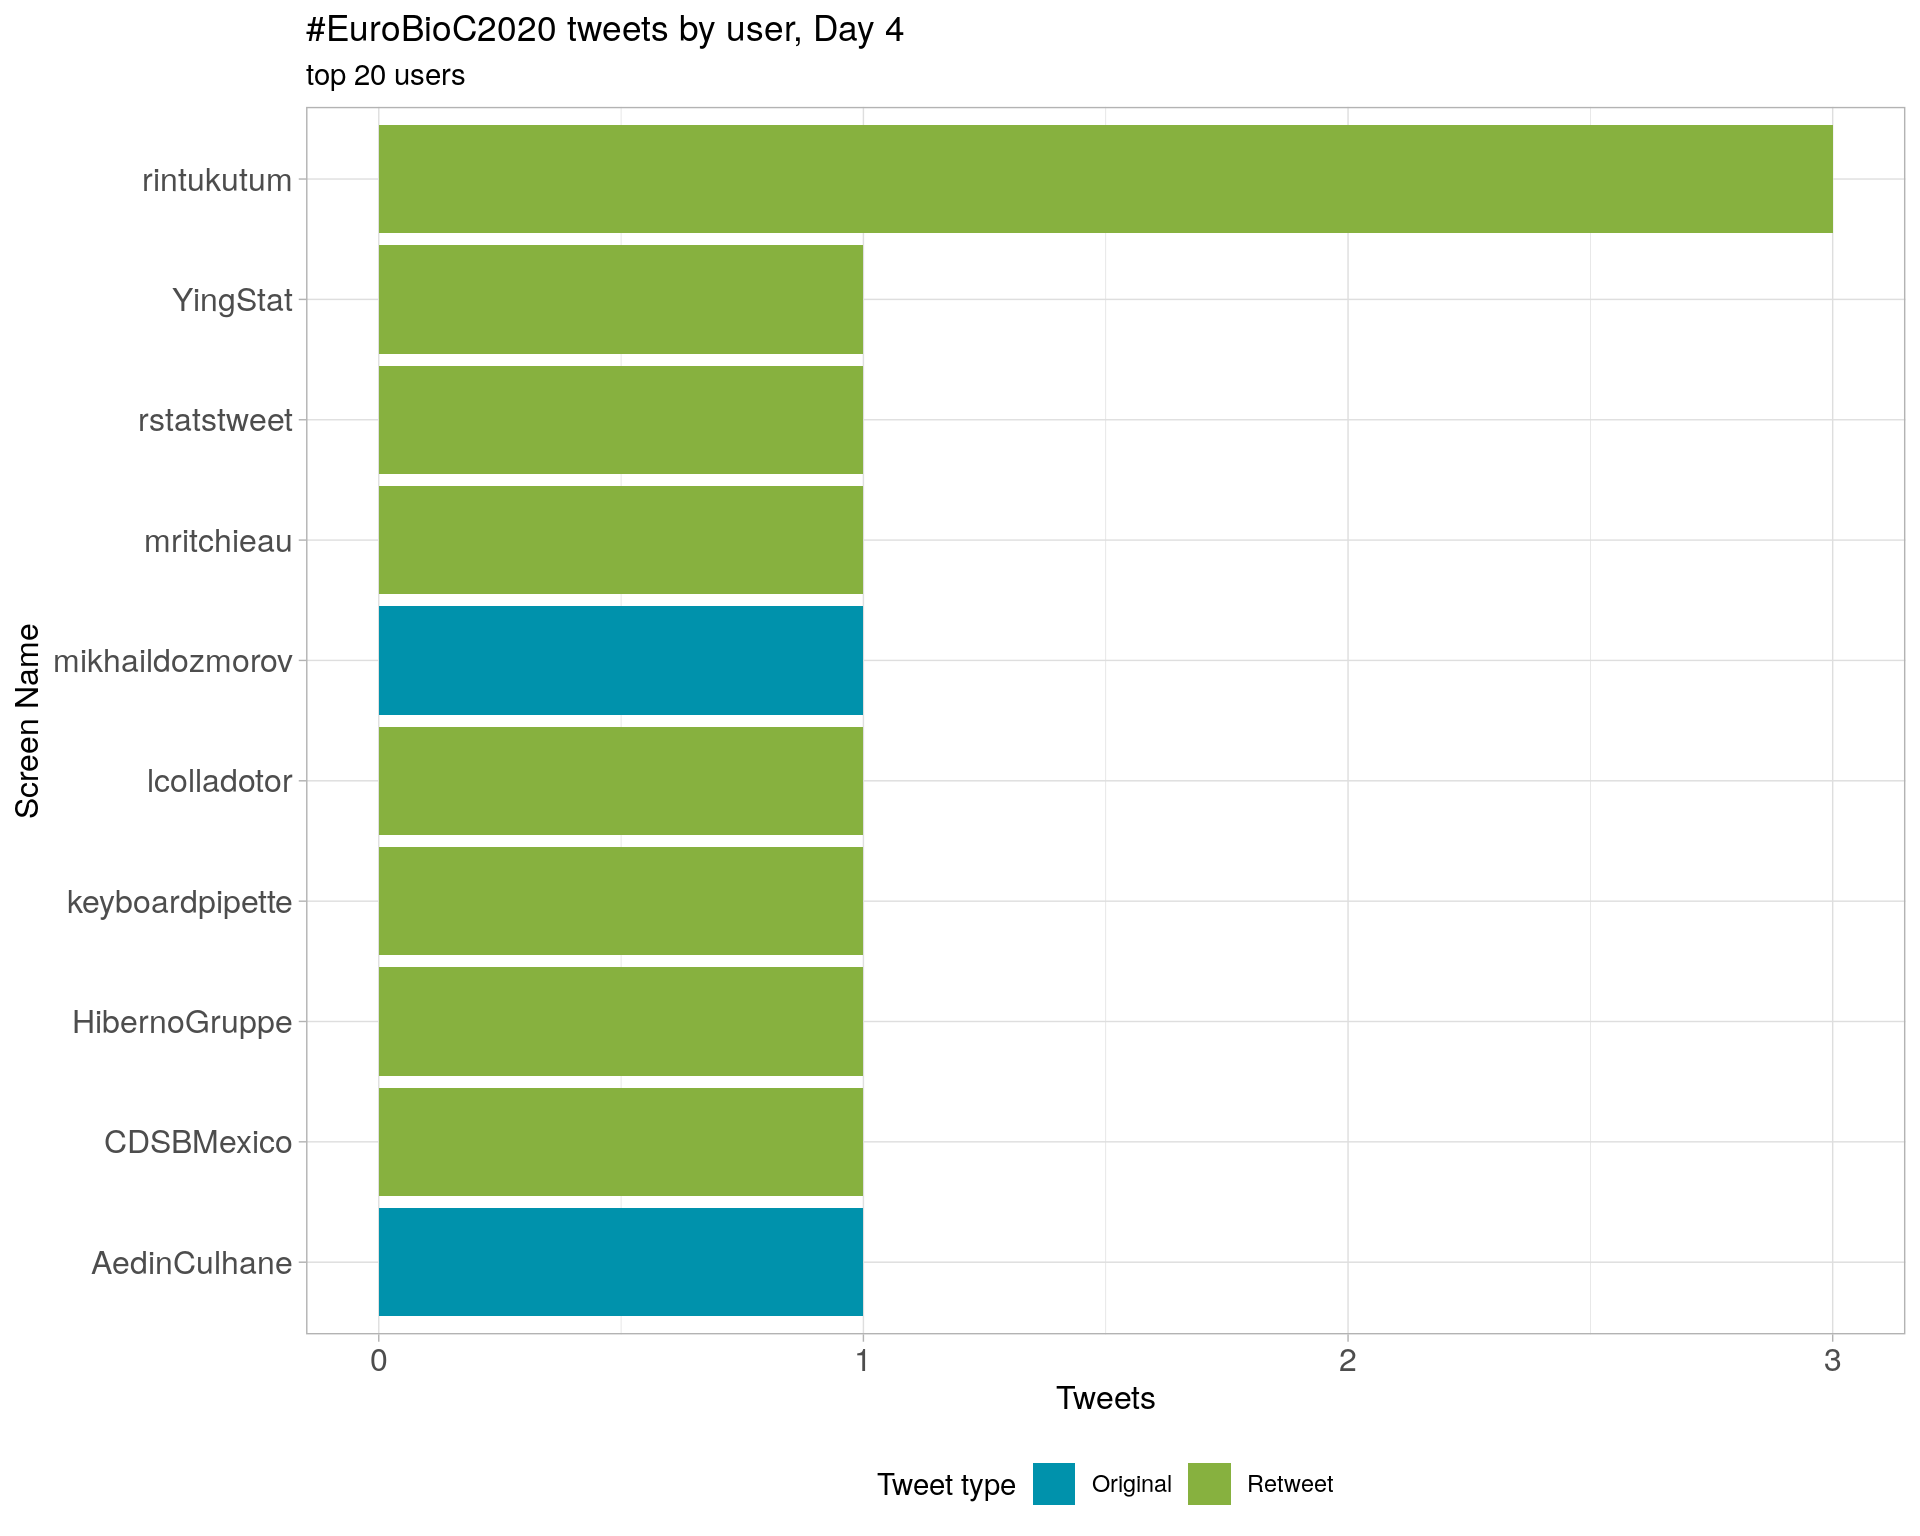 #EuroBioC2020 tweets by user, Day 4
top 20 users
rintukutum
YingStat
rstatstweet
mritchieau
mikhaildozmorov
lcolladotor
keyboardpipette
HibernoGruppe
CDSBMexico
AedinCulhane
Screen Name
0 1 2 3
Tweets
Tweet type Original Retweet